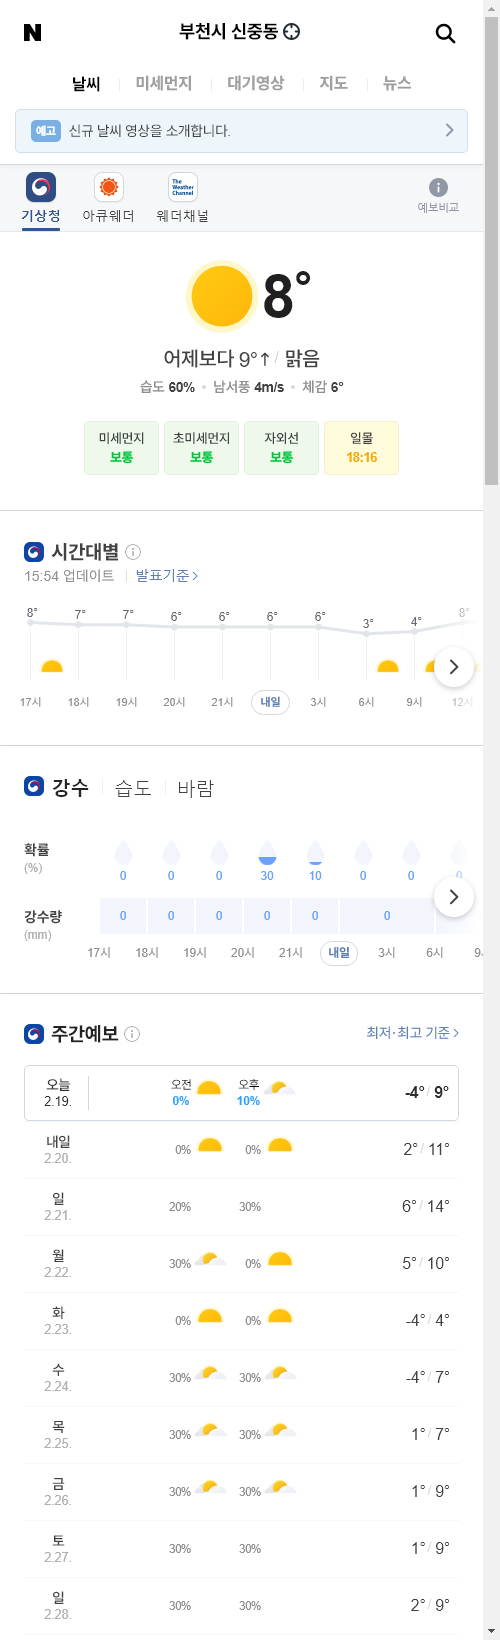 N
부천시 신중동
날씨 미세먼지 대기영상 지도 뉴스
예고 신규 날씨 영상을 소개합니다.
The Weather Channel
기상청 아큐웨더 웨더채널 예보비교
8°
어제보다 9°↑ / 맑음
습도 60% • 남서풍 4m/s • 체감 6°
미세먼지 초미세먼지 자외선 일몰
보통 보통 보통 18:16
시간대별
15:54 업데이트 발표기준
8° 7° 7° 6° 6° 6° 6° 3° 4° 8°
17시 18시 19시 20시 21시 내일 3시 6시 9시 12시
강수 습도 바람
확률
(%)
0 0 0 30 10 0 0 0
강수량
(mm)
0 0 0 0 0 0
17시 18시 19시 20시 21시 내일 3시 6시 9
주간예보 최저·최고 기준
오늘 2.19. 오전 0% 오후 10% -4° / 9°
내일 2.20. 0% 0% 2° / 11°
일 2.21. 20% 30% 6° / 14°
월 2.22. 30% 0% 5° / 10°
화 2.23. 0% 0% -4° / 4°
수 2.24. 30% 30% -4° / 7°
목 2.25. 30% 30% 1° / 7°
금 2.26. 30% 30% 1° / 9°
토 2.27. 30% 30% 1° / 9°
일 2.28. 30% 30% 2° / 9°